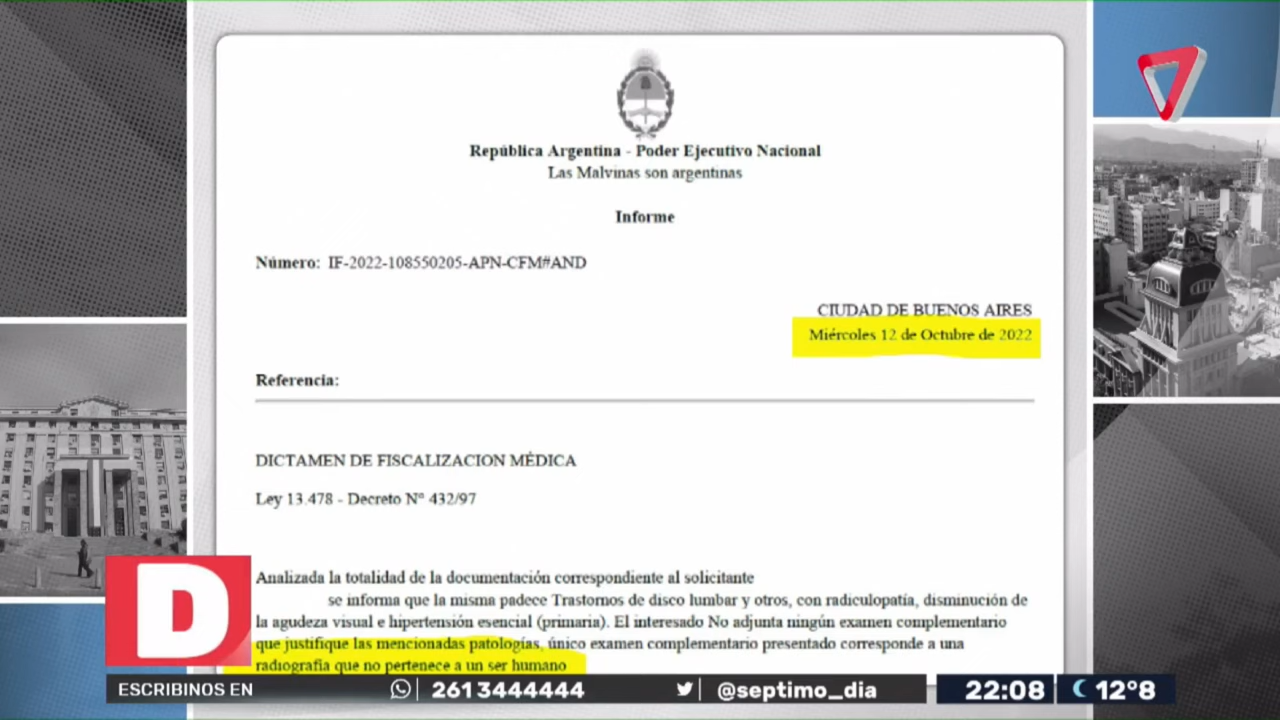 República Argentina - Poder Ejecutivo Nacional
Las Malvinas son argentinas
Informe
Número: IF-2022-108550205-APN-CFM#AND
CIUDAD DE BUENOS AIRES
Miércoles 12 de Octubre de 2022
Referencia:
DICTAMEN DE FISCALIZACION MÉDICA
Ley 13.478 - Decreto N° 432/97
Analizada la totalidad de la documentación correspondiente al solicitante
se informa que la misma padece Trastornos de disco lumbar y otros, con radiculopatía, disminución de
la agudeza visual e hipertensión esencial (primaria). El interesado No adjunta ningún examen complementario
que justifique las mencionadas patologías, único examen complementario presentado corresponde a una
radiografía que no pertenece a un ser humano
D
ESCRIBINOS EN
261 3444444
@septimo_dia
22:08
12°8